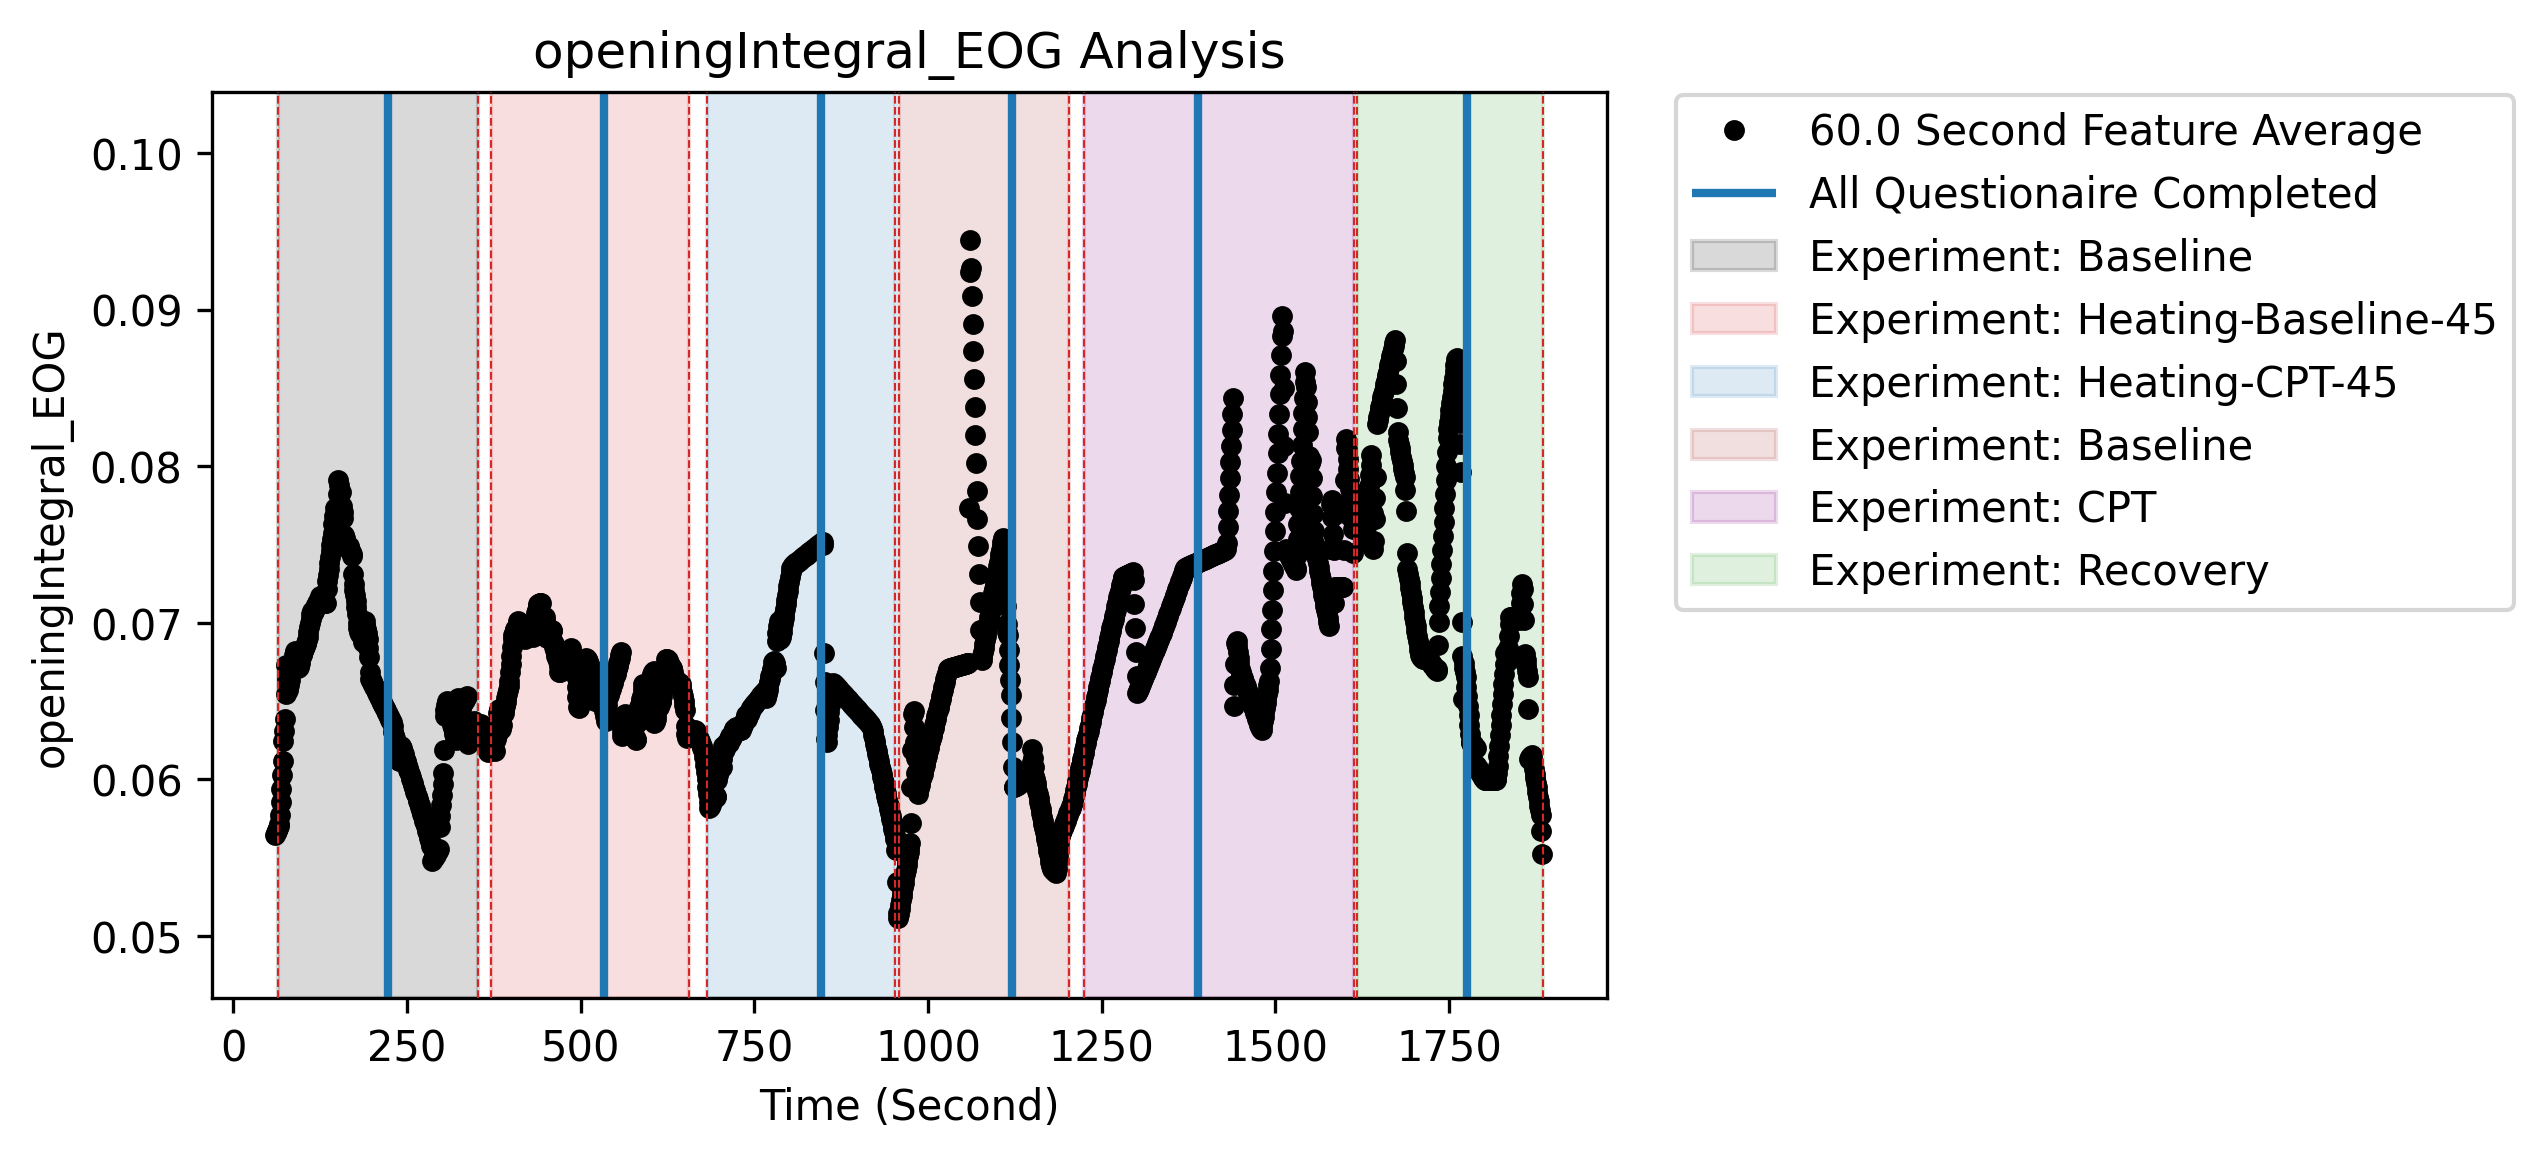 openingIntegral_EOG Analysis
openingIntegral_EOG
0.10
0.09
0.08
0.07
0.06
0.05
0 250 500 750 1000 1250 1500 1750
Time (Second)
60.0 Second Feature Average
All Questionaire Completed
Experiment: Baseline
Experiment: Heating-Baseline-45
Experiment: Heating-CPT-45
Experiment: Baseline
Experiment: CPT
Experiment: Recovery